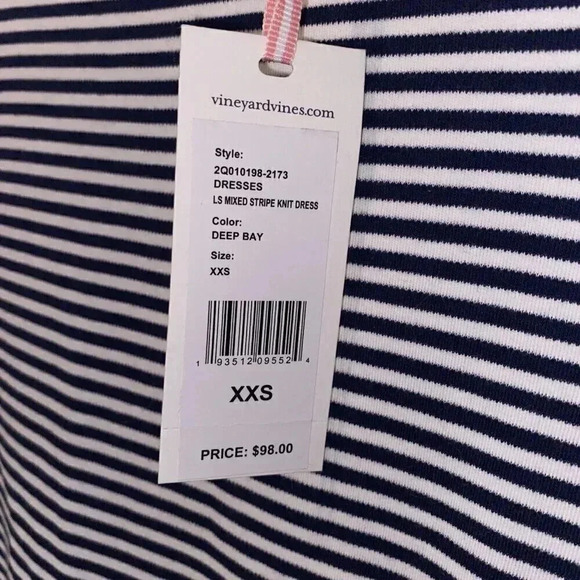 vineyardvines.com
Style:
2Q010198-2173
DRESSES
LS MIXED STRIPE KNIT DRESS
Color:
DEEP BAY
Size:
XXS
1 93512 09552 4
XXS
PRICE: $98.00